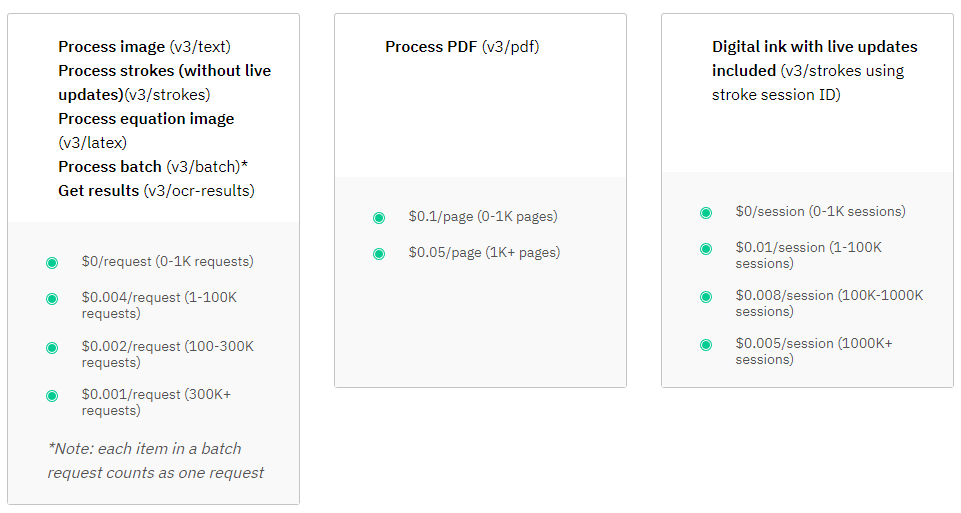 Process image (v3/text)
Process strokes (without live
updates)(v3/strokes)
Process equation image
(v3/latex)
Process batch (v3/batch)*
Get results (v3/ocr-results)
$0/request (0-1K requests)
$0.004/request (1-100K
requests)
$0.002/request (100-300K
requests)
$0.001/request (300K+
requests)
*Note: each item in a batch
request counts as one request
Process PDF (v3/pdf)
$0.1/page (0-1K pages)
$0.05/page (1K+ pages)
Digital ink with live updates
included (v3/strokes using
stroke session ID)
$0/session (0-1K sessions)
$0.01/session (1-100K
sessions)
$0.008/session (100K-1000K
sessions)
$0.005/session (1000K+
sessions)